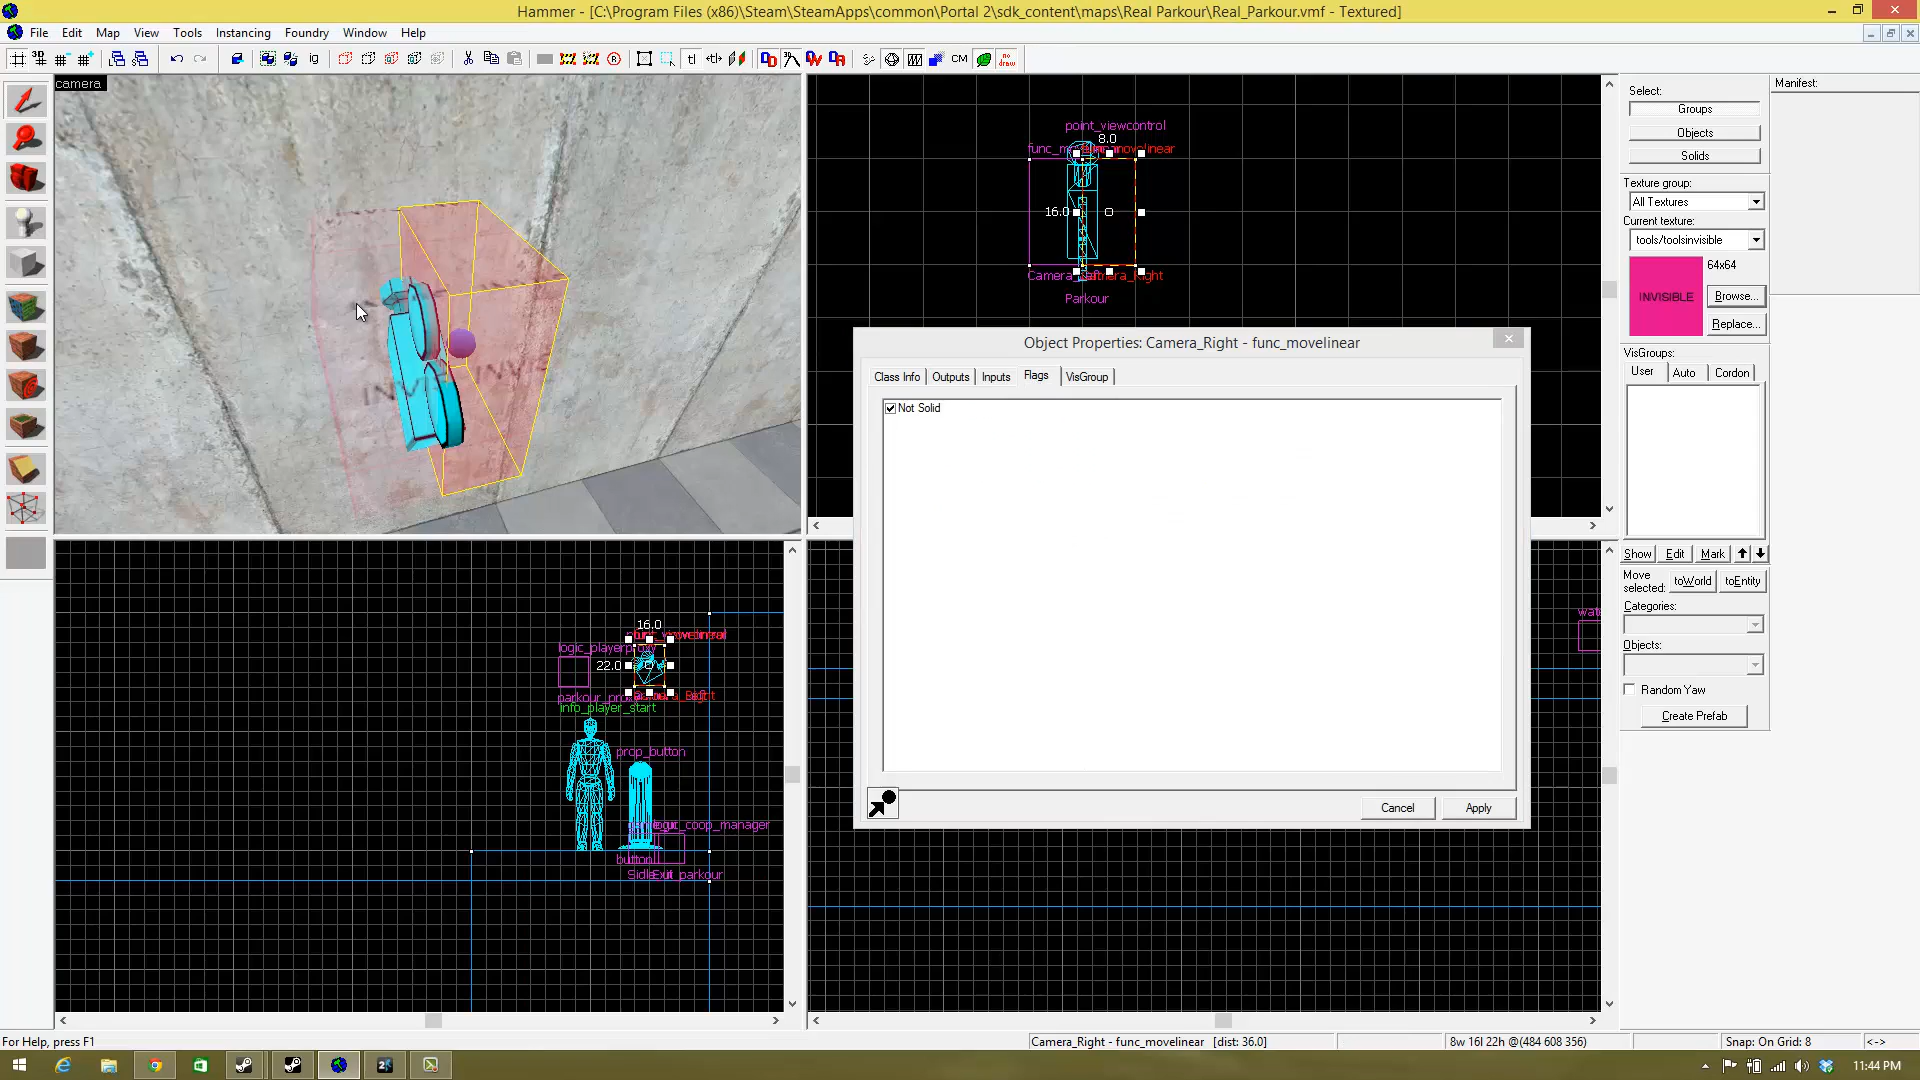 Hammer - [C:\Program Files (x86)\Steam\SteamApps\common\Portal 2\sdk_content\maps\Real Parkour\Real_Parkour.vmf - Textured]
File Edit Map View Tools Instancing Foundry Window Help
camera
point_viewcontrol
8.0
16.0
Parkour
Object Properties: Camera_Right - func_movelinear
Class Info Outputs Inputs Flags VisGroup
Not Solid
Cancel Apply
16.0
logic_playerproxy
22.0
info_player_start
prop_button
logic_coop_manager
button
Select:
Groups
Objects
Solids
Texture group:
All Textures
Current texture:
tools/toolsinvisible
64x64
INVISIBLE
Browse...
Replace...
VisGroups:
User Auto Cordon
Show Edit Mark
Move selected: toWorld toEntity
Categories:
Objects:
Random Yaw
Create Prefab
Manifest:
For Help, press F1
Camera_Right - func_movelinear [dist: 36.0]
8w 16l 22h @(484 608 356)
Snap: On Grid: 8
<->
11:44 PM